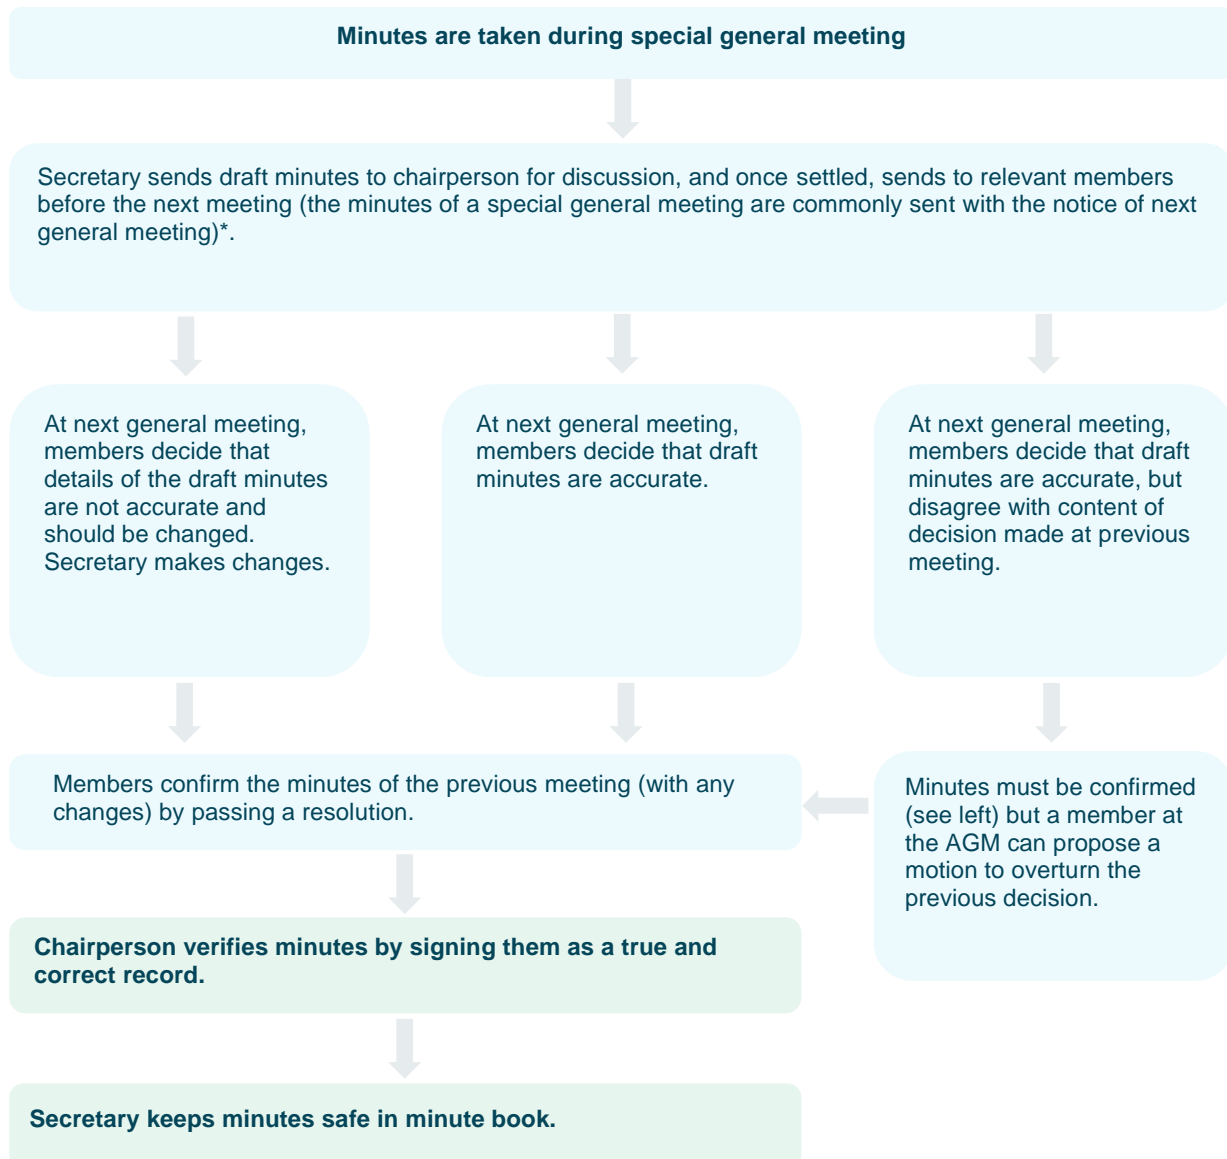 Minutes are taken during special general meeting
Secretary sends draft minutes to chairperson for discussion, and once settled, sends to relevant members
before the next meeting (the minutes of a special general meeting are commonly sent with the notice of next
general meeting)*.
At next general meeting,
members decide that
details of the draft minutes
are not accurate and
should be changed.
Secretary makes changes.
At next general meeting,
members decide that draft
minutes are accurate.
At next general meeting,
members decide that draft
minutes are accurate, but
disagree with content of
decision made at previous
meeting.
Members confirm the minutes of the previous meeting (with any
changes) by passing a resolution.
Minutes must be confirmed
(see left) but a member at
the AGM can propose a
motion to overturn the
previous decision.
Chairperson verifies minutes by signing them as a true and
correct record.
Secretary keeps minutes safe in minute book.